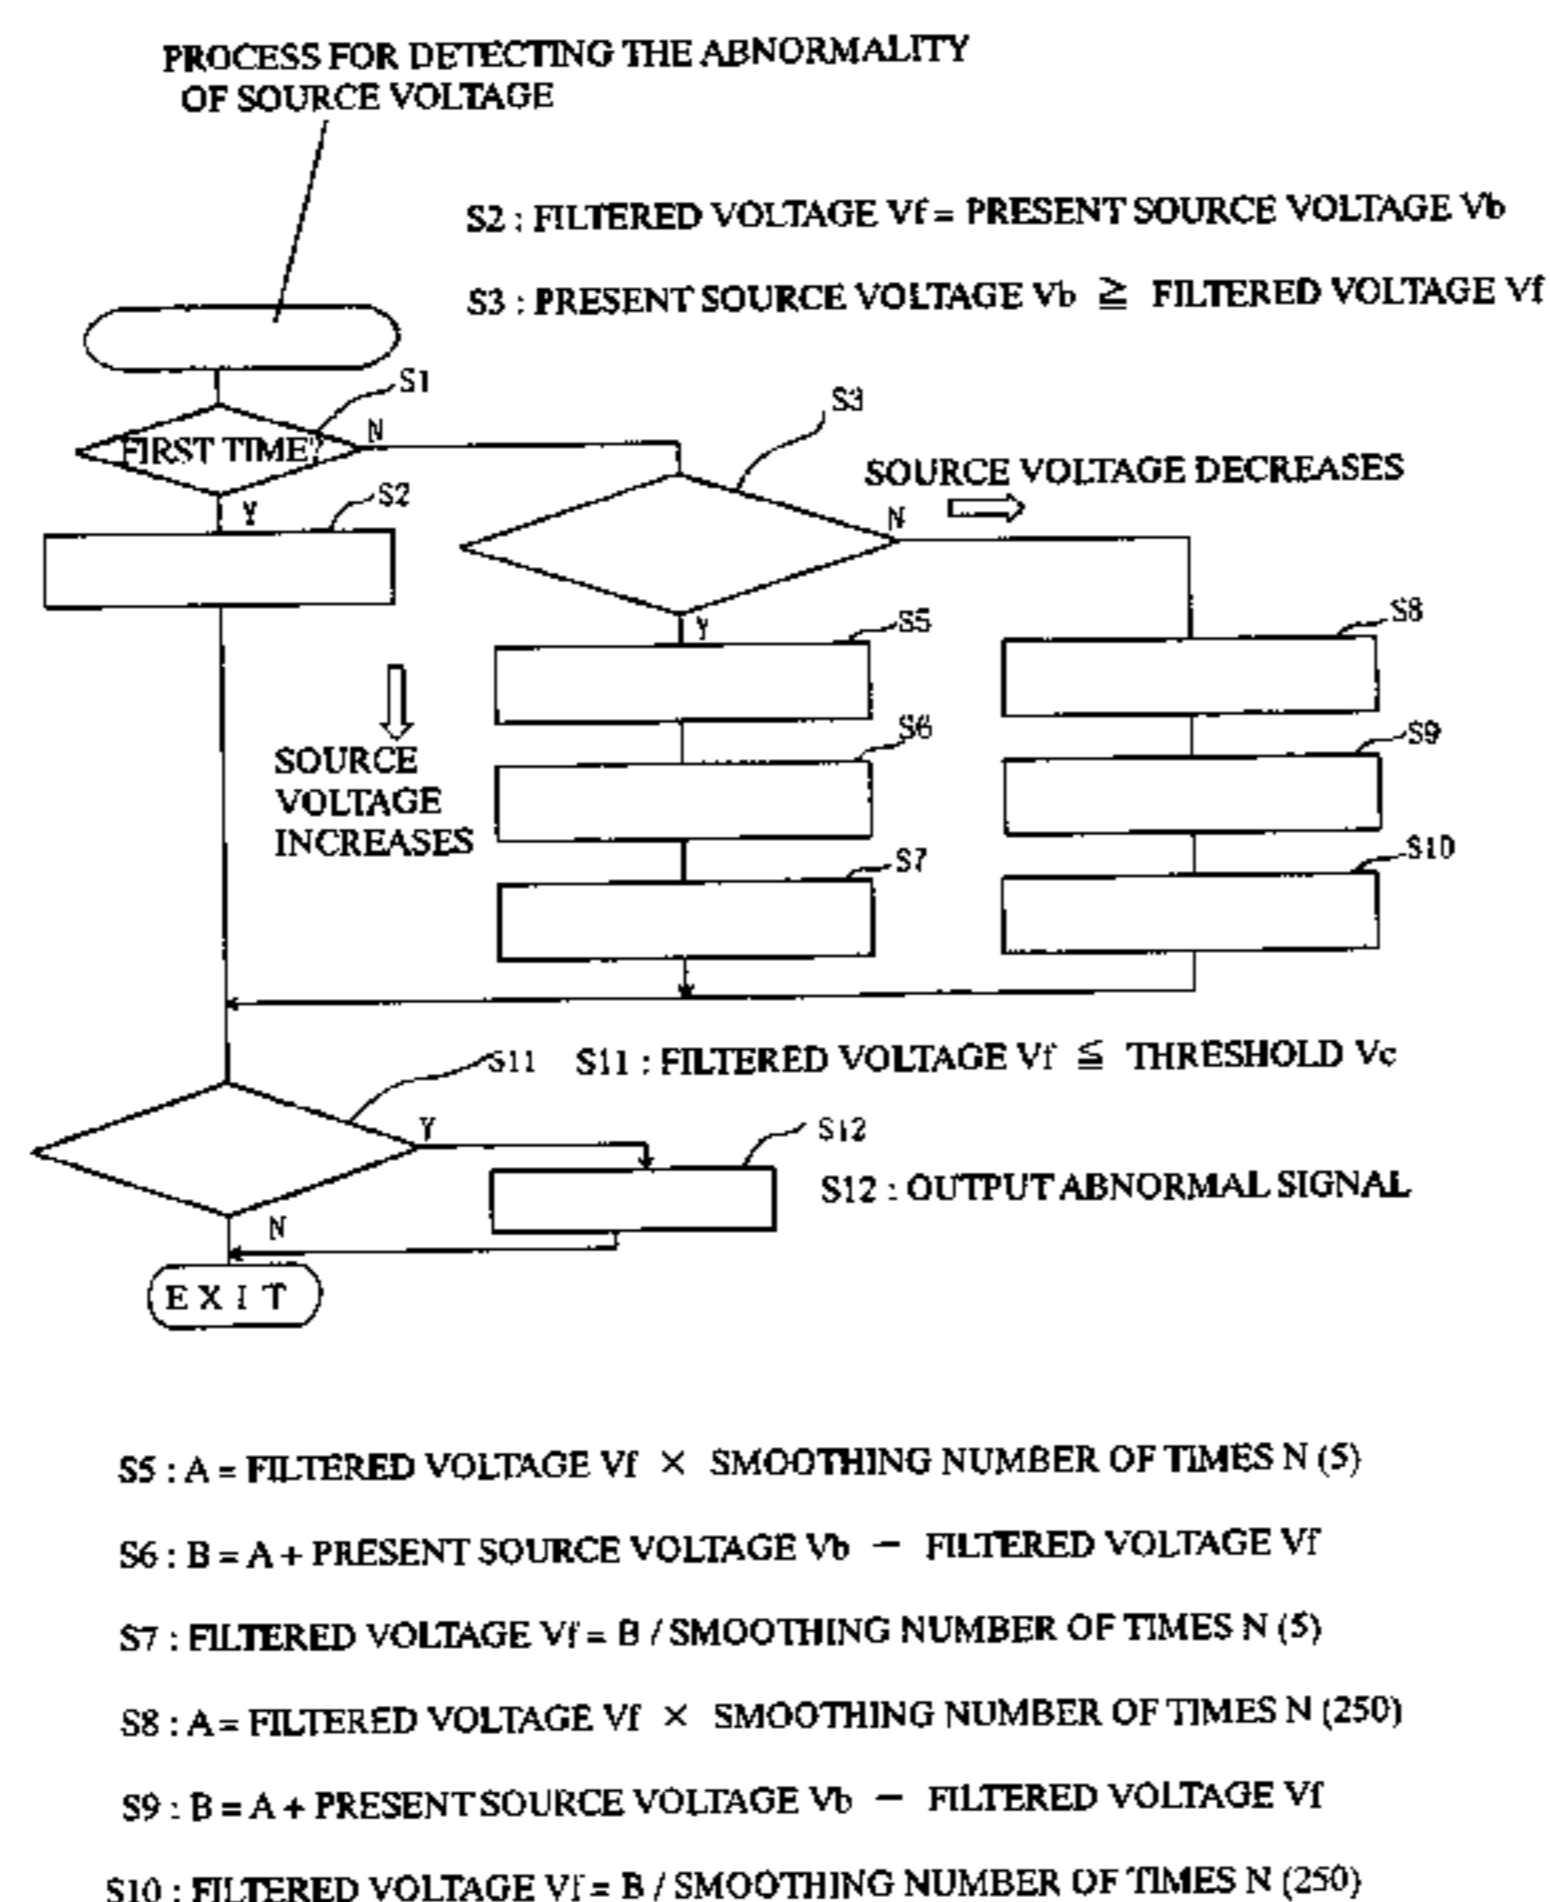 PROCESS FOR DETECTING THE ABNORMALITY
OF SOURCE VOLTAGE
S2 : FILTERED VOLTAGE Vf = PRESENT SOURCE VOLTAGE Vb
S3 : PRESENT SOURCE VOLTAGE Vb ≧ FILTERED VOLTAGE Vf
S1
FIRST TIME?
N
Y
S2
S3
SOURCE VOLTAGE DECREASES
N
Y
S5
S8
SOURCE
VOLTAGE
INCREASES
S6
S9
S7
S10
S11
S11 : FILTERED VOLTAGE Vf ≦ THRESHOLD Vc
Y
S12
S12 : OUTPUT ABNORMAL SIGNAL
N
EXIT
S5 : A = FILTERED VOLTAGE Vf × SMOOTHING NUMBER OF TIMES N (5)
S6 : B = A + PRESENT SOURCE VOLTAGE Vb − FILTERED VOLTAGE Vf
S7 : FILTERED VOLTAGE Vf = B / SMOOTHING NUMBER OF TIMES N (5)
S8 : A = FILTERED VOLTAGE Vf × SMOOTHING NUMBER OF TIMES N (250)
S9 : B = A + PRESENT SOURCE VOLTAGE Vb − FILTERED VOLTAGE Vf
S10 : FILTERED VOLTAGE Vf = B / SMOOTHING NUMBER OF TIMES N (250)